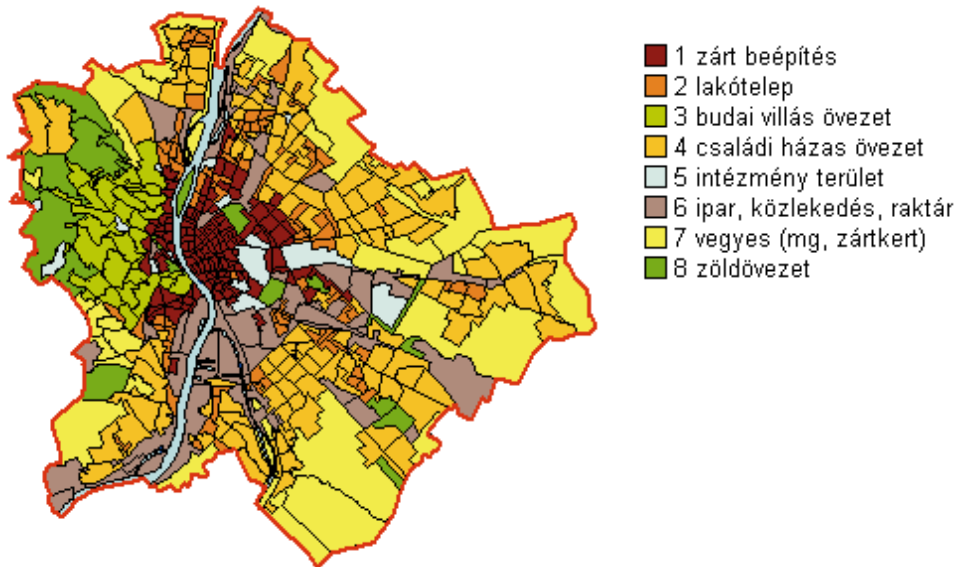 1 zárt beépítés
2 lakótelep
3 budai villás övezet
4 családi házas övezet
5 intézmény terület
6 ipar, közlekedés, raktár
7 vegyes (mg, zártkert)
8 zöldövezet